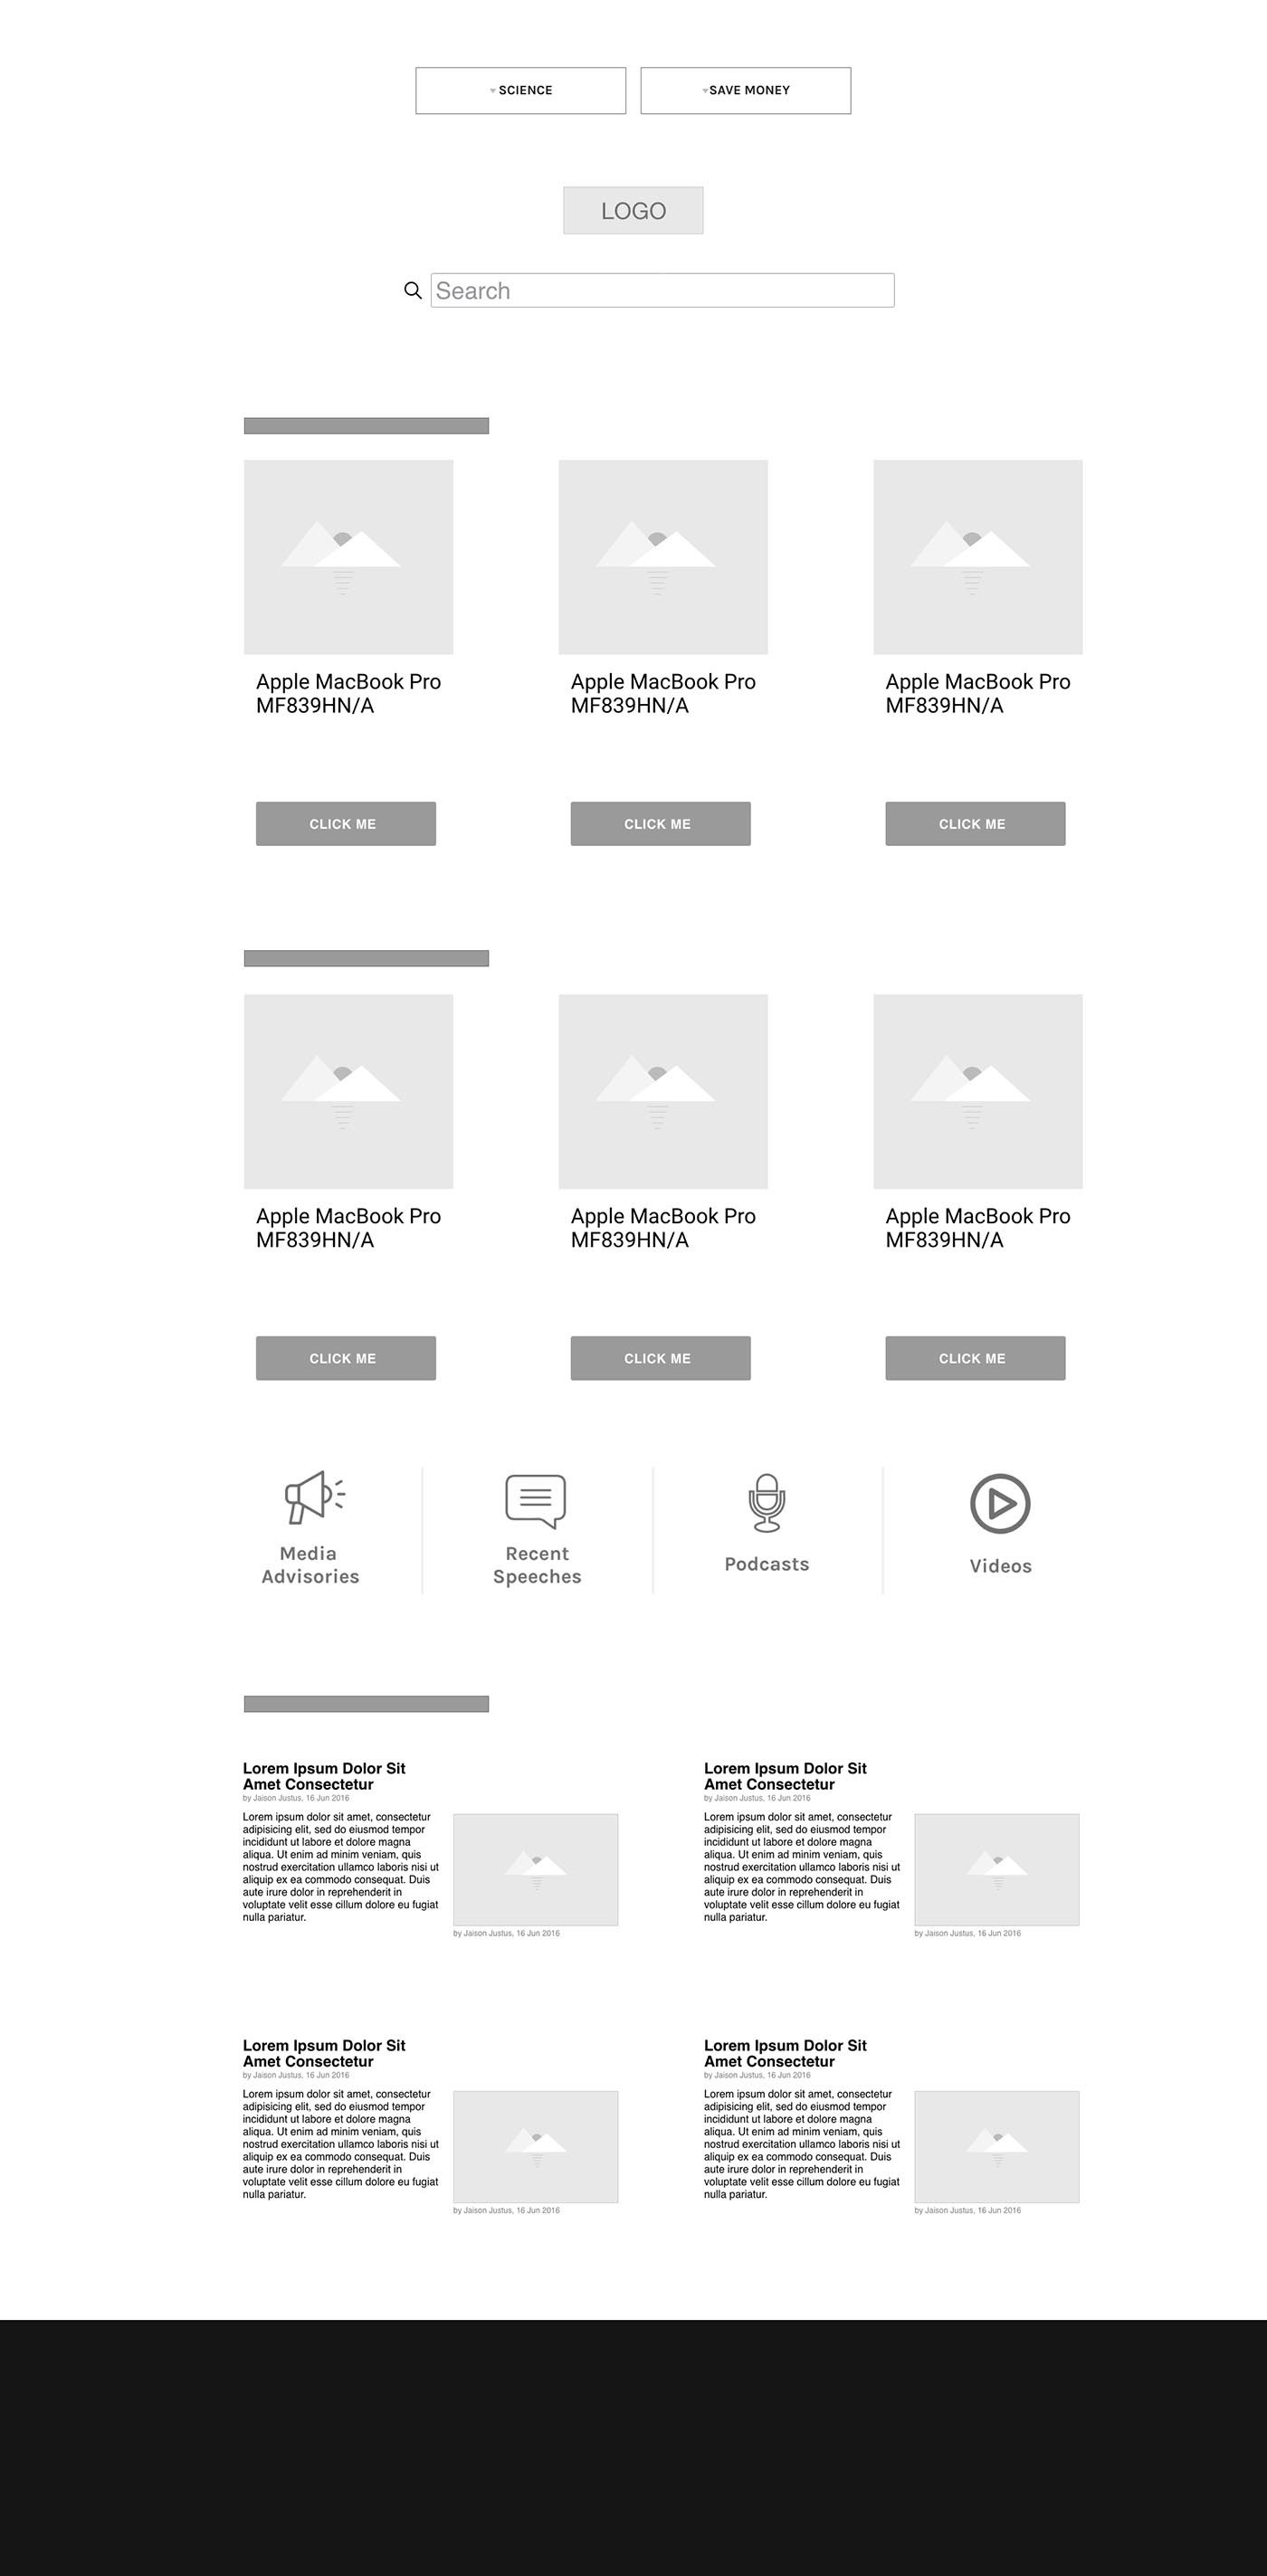 SCIENCE
SAVE MONEY
LOGO
Search
Apple MacBook Pro
MF839HN/A
Apple MacBook Pro
MF839HN/A
Apple MacBook Pro
MF839HN/A
CLICK ME
CLICK ME
CLICK ME
Apple MacBook Pro
MF839HN/A
Apple MacBook Pro
MF839HN/A
Apple MacBook Pro
MF839HN/A
CLICK ME
CLICK ME
CLICK ME
Media
Advisories
Recent
Speeches
Podcasts
Videos
Lorem Ipsum Dolor Sit
Amet Consectetur
by Jaison Justus, 16 Jun 2016
Lorem ipsum dolor sit amet, consectetur
adipisicing elit, sed do eiusmod tempor
incididunt ut labore et dolore magna
aliqua. Ut enim ad minim veniam, quis
nostrud exercitation ullamco laboris nisi ut
aliquip ex ea commodo consequat. Duis
aute irure dolor in reprehenderit in
voluptate velit esse cillum dolore eu fugiat
nulla pariatur.
by Jaison Justus, 16 Jun 2016
Lorem Ipsum Dolor Sit
Amet Consectetur
by Jaison Justus, 16 Jun 2016
Lorem ipsum dolor sit amet, consectetur
adipisicing elit, sed do eiusmod tempor
incididunt ut labore et dolore magna
aliqua. Ut enim ad minim veniam, quis
nostrud exercitation ullamco laboris nisi ut
aliquip ex ea commodo consequat. Duis
aute irure dolor in reprehenderit in
voluptate velit esse cillum dolore eu fugiat
nulla pariatur.
by Jaison Justus, 16 Jun 2016
Lorem Ipsum Dolor Sit
Amet Consectetur
by Jaison Justus, 16 Jun 2016
Lorem ipsum dolor sit amet, consectetur
adipisicing elit, sed do eiusmod tempor
incididunt ut labore et dolore magna
aliqua. Ut enim ad minim veniam, quis
nostrud exercitation ullamco laboris nisi ut
aliquip ex ea commodo consequat. Duis
aute irure dolor in reprehenderit in
voluptate velit esse cillum dolore eu fugiat
nulla pariatur.
by Jaison Justus, 16 Jun 2016
Lorem Ipsum Dolor Sit
Amet Consectetur
by Jaison Justus, 16 Jun 2016
Lorem ipsum dolor sit amet, consectetur
adipisicing elit, sed do eiusmod tempor
incididunt ut labore et dolore magna
aliqua. Ut enim ad minim veniam, quis
nostrud exercitation ullamco laboris nisi ut
aliquip ex ea commodo consequat. Duis
aute irure dolor in reprehenderit in
voluptate velit esse cillum dolore eu fugiat
nulla pariatur.
by Jaison Justus, 16 Jun 2016